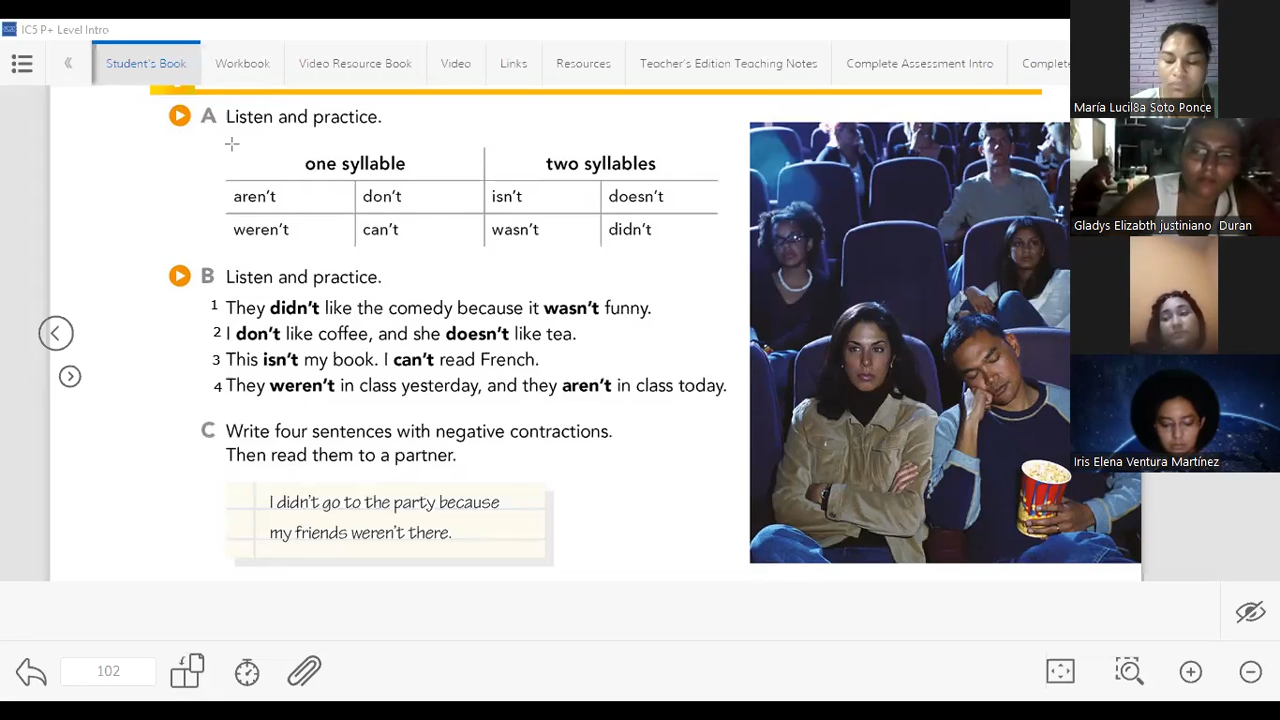 IC5 P+ Level Intro
Student's Book
Workbook
Video Resource Book
Video
Links
Resources
Teacher's Edition Teaching Notes
Complete Assessment Intro
Complete
A Listen and practice.
one syllable two syllables
aren't don't isn't doesn't
weren't can't wasn't didn't
B Listen and practice.
1 They didn't like the comedy because it wasn't funny.
2 I don't like coffee, and she doesn't like tea.
3 This isn't my book. I can't read French.
4 They weren't in class yesterday, and they aren't in class today.
C Write four sentences with negative contractions.
Then read them to a partner.
I didn't go to the party because
my friends weren't there.
María Lucil8a Soto Ponce
Gladys Elizabth justiniano Duran
Iris Elena Ventura Martínez
102